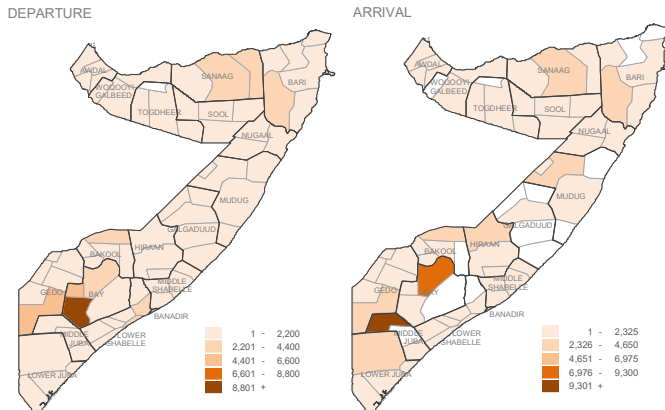 DEPARTURE
AWDAL
WOQOOYI
GALBEED
TOGDHEER
SANAAG
SOOL
BARI
NUGAAL
MUDUG
GALGADUUD
HIRAAN
BAKOOL
GEDO
BAY
MIDDLE
SHABELLE
BANADIR
LOWER
SHABELLE
MIDDLE
JUBA
LOWER JUBA
1 - 2,200
2,201 - 4,400
4,401 - 6,600
6,601 - 8,800
8,801 +
ARRIVAL
AWDAL
WOQOOYI
GALBEED
TOGDHEER
SANAAG
SOOL
BARI
NUGAAL
MUDUG
GALGADUUD
HIRAAN
BAKOOL
GEDO
BAY
MIDDLE
SHABELLE
BANADIR
LOWER
SHABELLE
MIDDLE
JUBA
LOWER JUBA
1 - 2,325
2,326 - 4,650
4,651 - 6,975
6,976 - 9,300
9,301 +